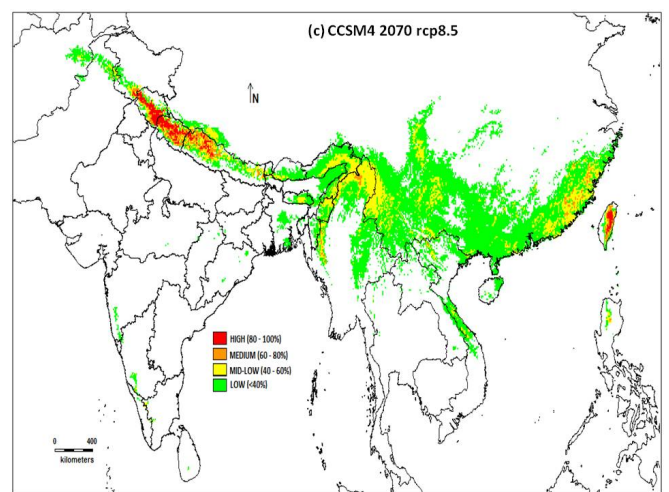 (c) CCSM4 2070 rcp8.5
N
HIGH (80 - 100%)
MEDIUM (60 - 80%)
MID-LOW (40 - 60%)
LOW (<40%)
0 400
kilometers